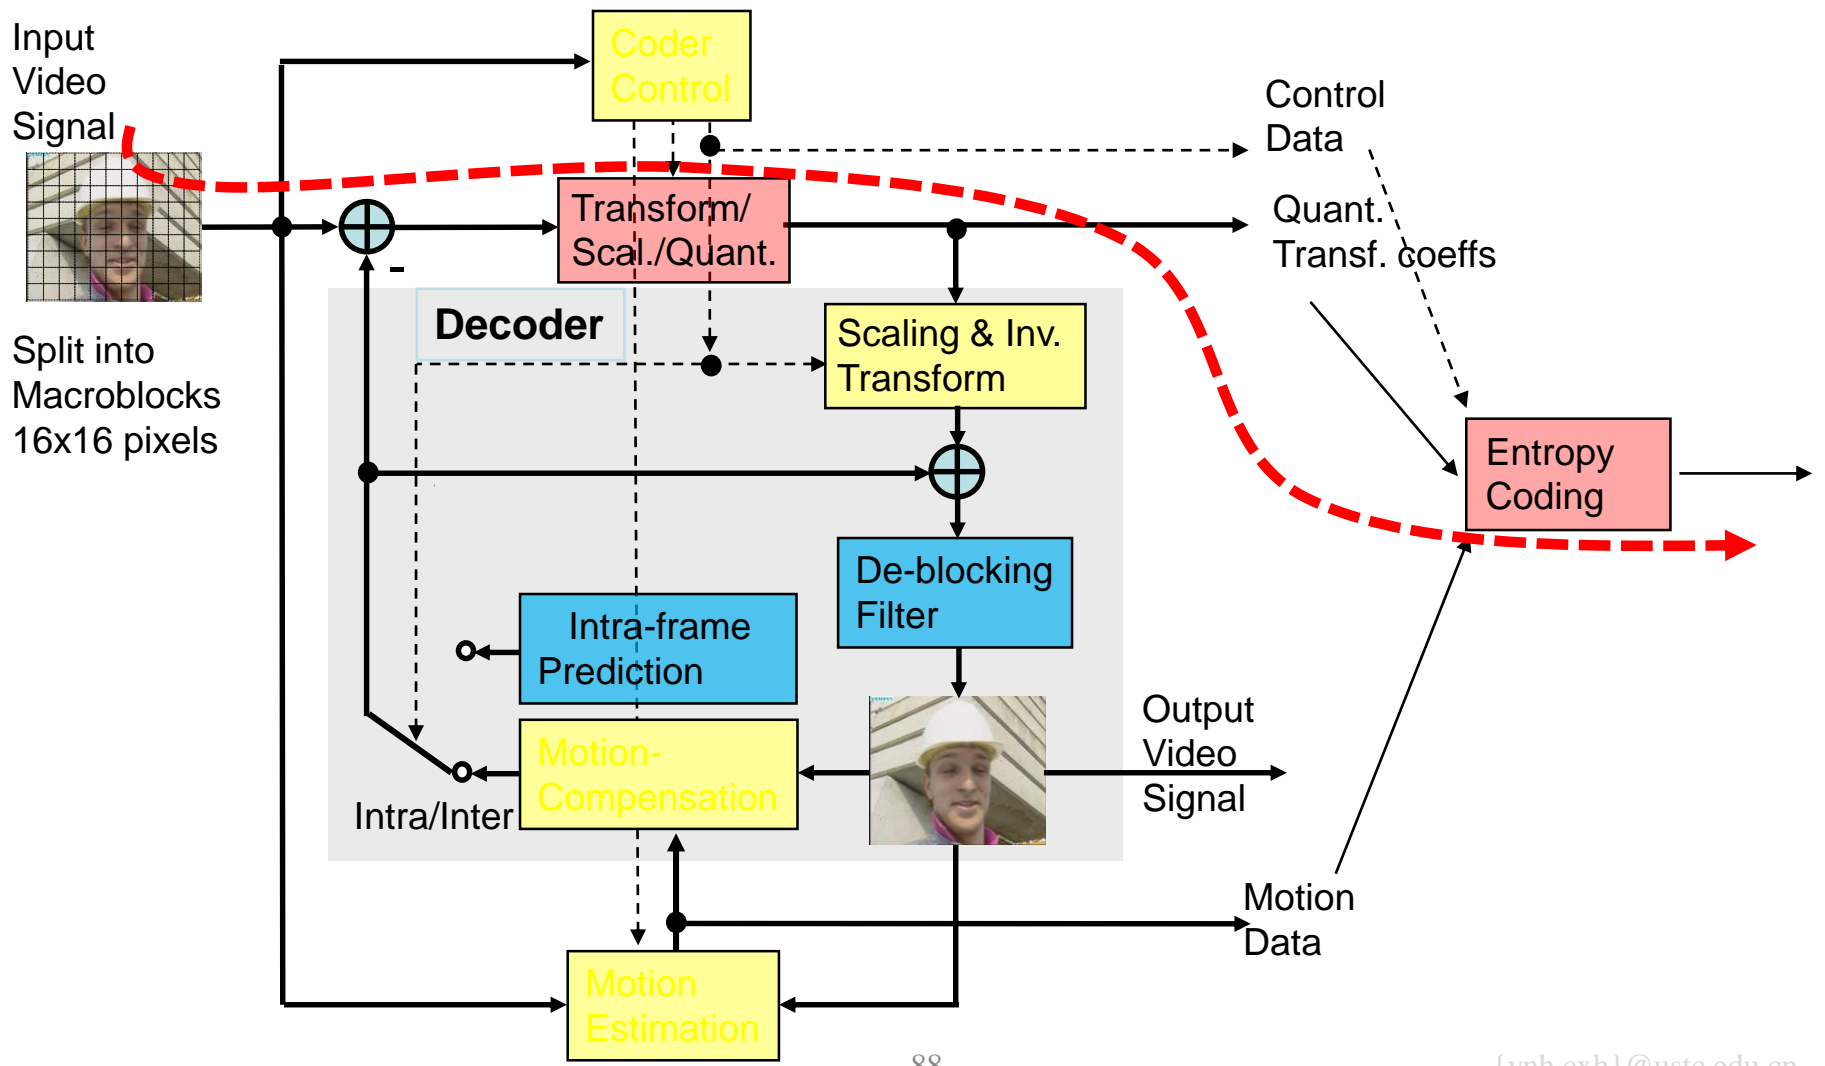 Input
Video
Signal
Coder
Control
Control
Data
Transform/
Scal./Quant.
Quant.
Transf. coeffs
-
Decoder
Scaling & Inv.
Transform
Split into
Macroblocks
16x16 pixels
Entropy
Coding
De-blocking
Filter
Intra-frame
Prediction
Motion-
Compensation
Intra/Inter
Output
Video
Signal
Motion
Data
Motion
Estimation
88